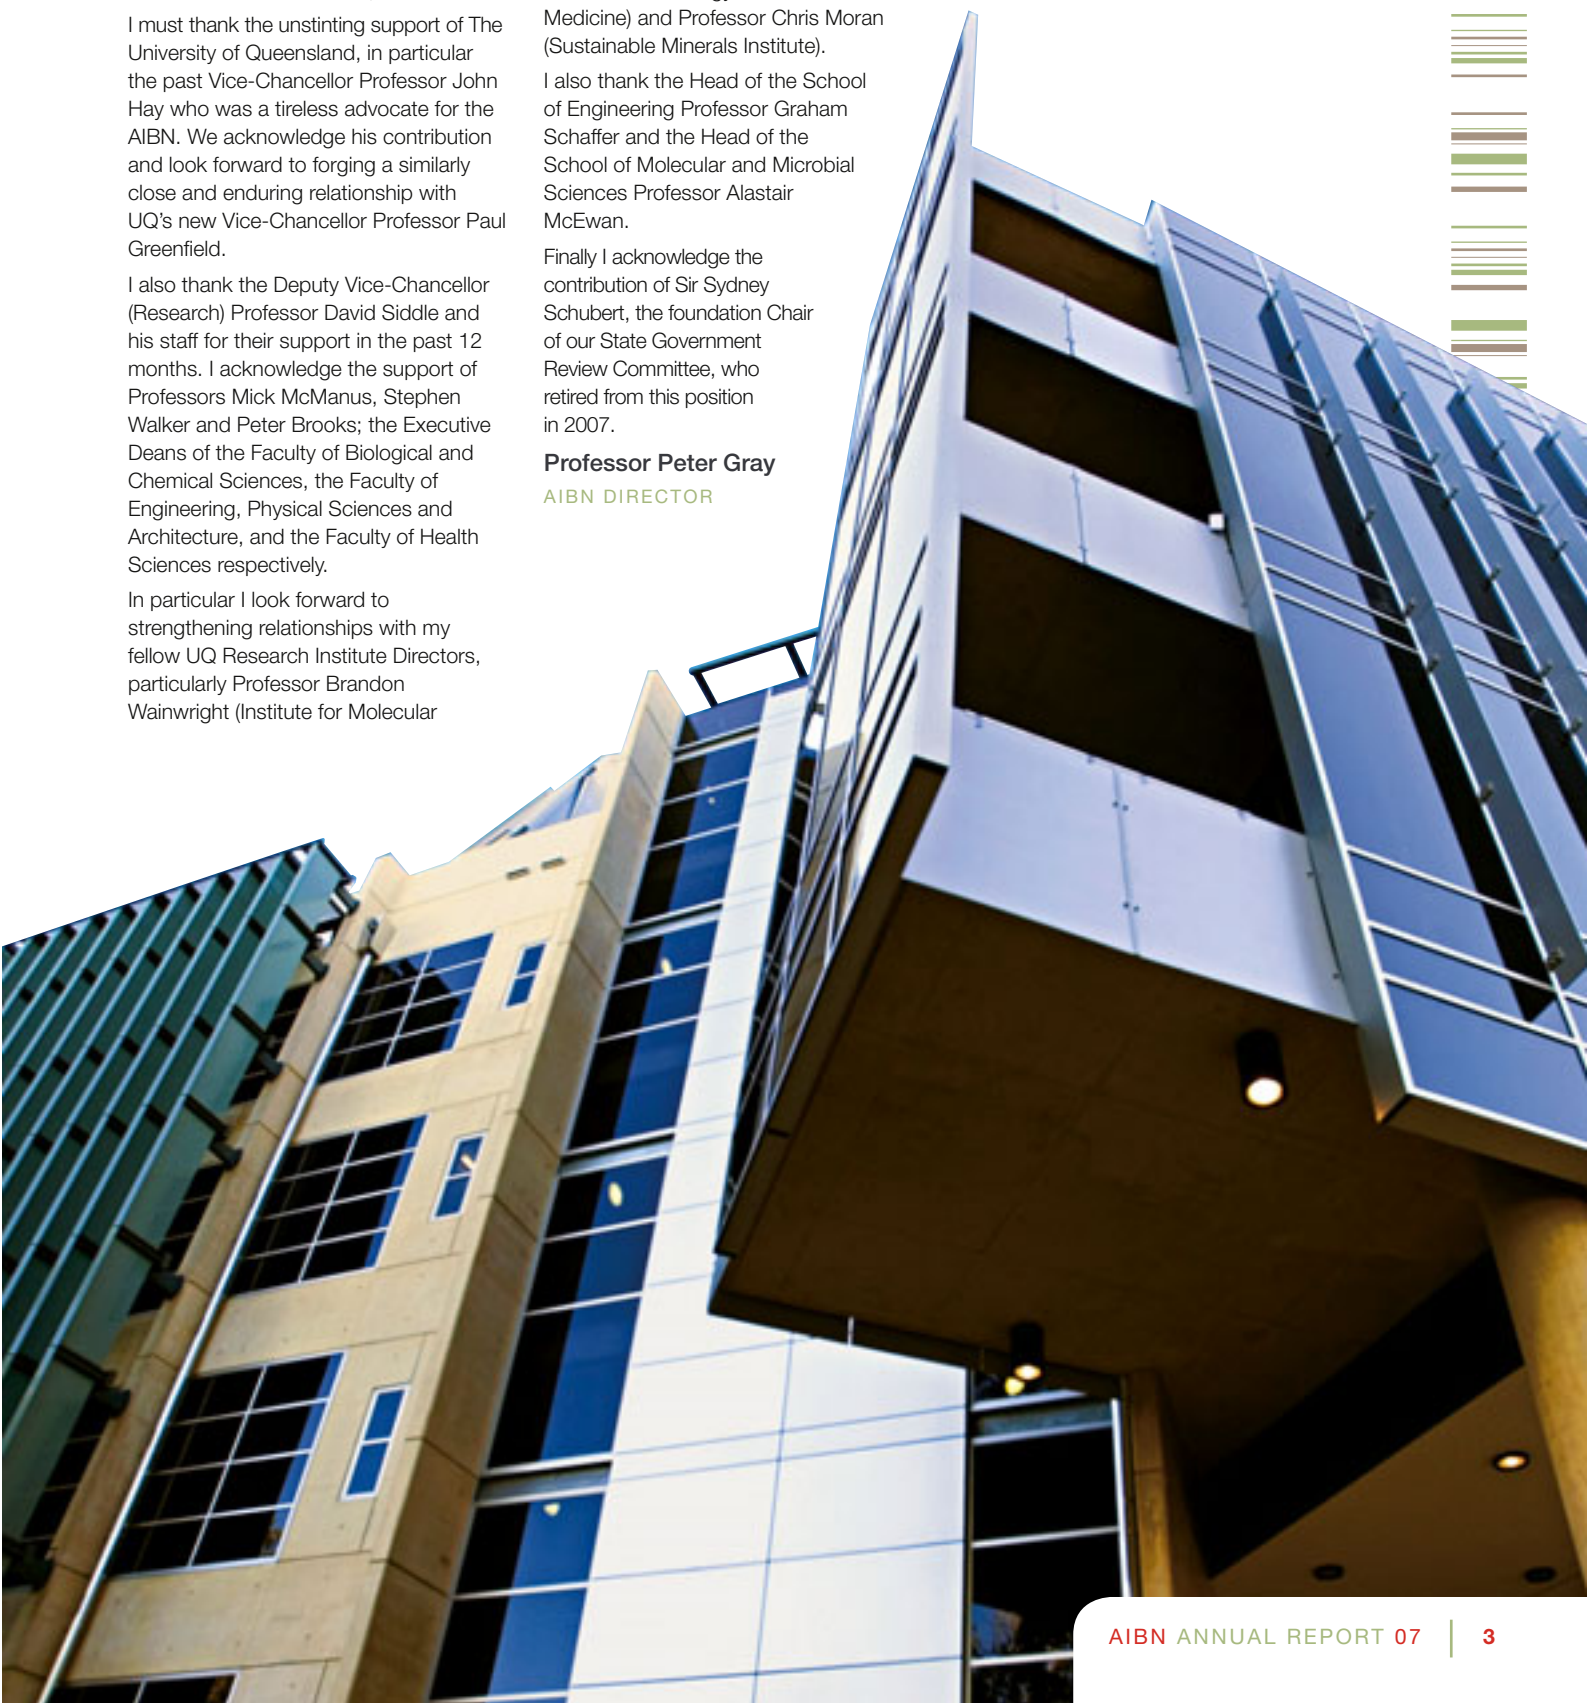 I must thank the unstinting support of The
University of Queensland, in particular
the past Vice-Chancellor Professor John
Hay who was a tireless advocate for the
AIBN. We acknowledge his contribution
and look forward to forging a similarly
close and enduring relationship with
UQ’s new Vice-Chancellor Professor Paul
Greenfield.
I also thank the Deputy Vice-Chancellor
(Research) Professor David Siddle and
his staff for their support in the past 12
months. I acknowledge the support of
Professors Mick McManus, Stephen
Walker and Peter Brooks; the Executive
Deans of the Faculty of Biological and
Chemical Sciences, the Faculty of
Engineering, Physical Sciences and
Architecture, and the Faculty of Health
Sciences respectively.
In particular I look forward to
strengthening relationships with my
fellow UQ Research Institute Directors,
particularly Professor Brandon
Wainwright (Institute for Molecular
Medicine) and Professor Chris Moran
(Sustainable Minerals Institute).
I also thank the Head of the School
of Engineering Professor Graham
Schaffer and the Head of the
School of Molecular and Microbial
Sciences Professor Alastair
McEwan.
Finally I acknowledge the
contribution of Sir Sydney
Schubert, the foundation Chair
of our State Government
Review Committee, who
retired from this position
in 2007.
Professor Peter Gray
AIBN DIRECTOR
AIBN ANNUAL REPORT 07 3